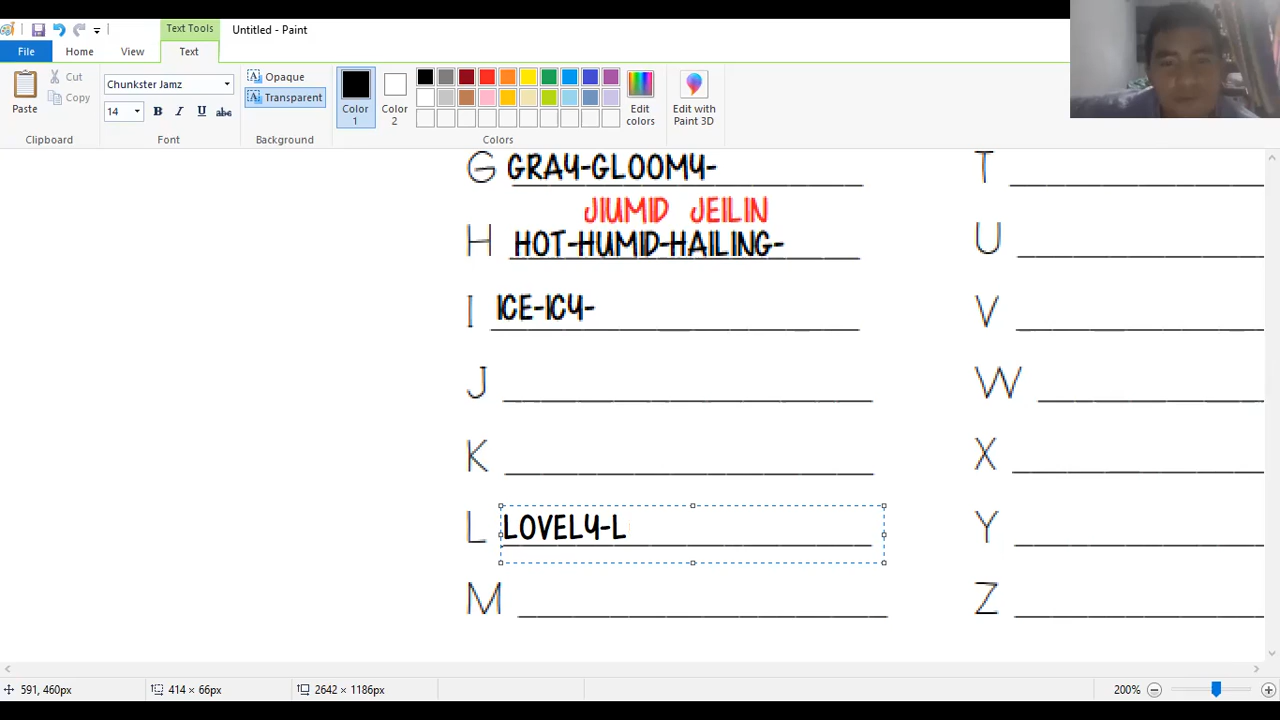 Text Tools Untitled - Paint
File Home View Text
Paste Cut Copy
Chunkster Jamz
14 B I U abc
Opaque
Transparent
Color 1 Color 2
Edit colors
Edit with Paint 3D
Clipboard Font Background Colors
G GRAY-GLOOMY- T
JIUMID JEILIN
H HOT-HUMID-HAILING- U
I ICE-ICY- V
J W
K X
L LOVELY-L Y
M Z
591, 460px 414 × 66px 2642 × 1186px 200%